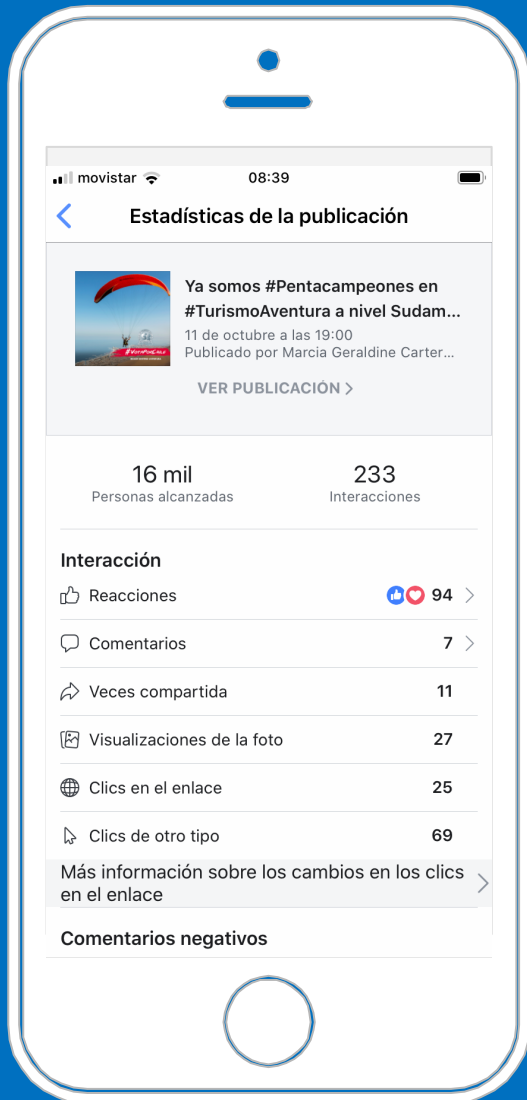 movistar
08:39
Estadísticas de la publicación
Ya somos #Pentacampeones en
#TurismoAventura a nivel Sudam...
11 de octubre a las 19:00
Publicado por Marcia Geraldine Carter...
#VotaPorChile
VER PUBLICACIÓN >
16 mil
Personas alcanzadas
233
Interacciones
Interacción
Reacciones 94
Comentarios 7
Veces compartida 11
Visualizaciones de la foto 27
Clics en el enlace 25
Clics de otro tipo 69
Más información sobre los cambios en los clics
en el enlace
Comentarios negativos